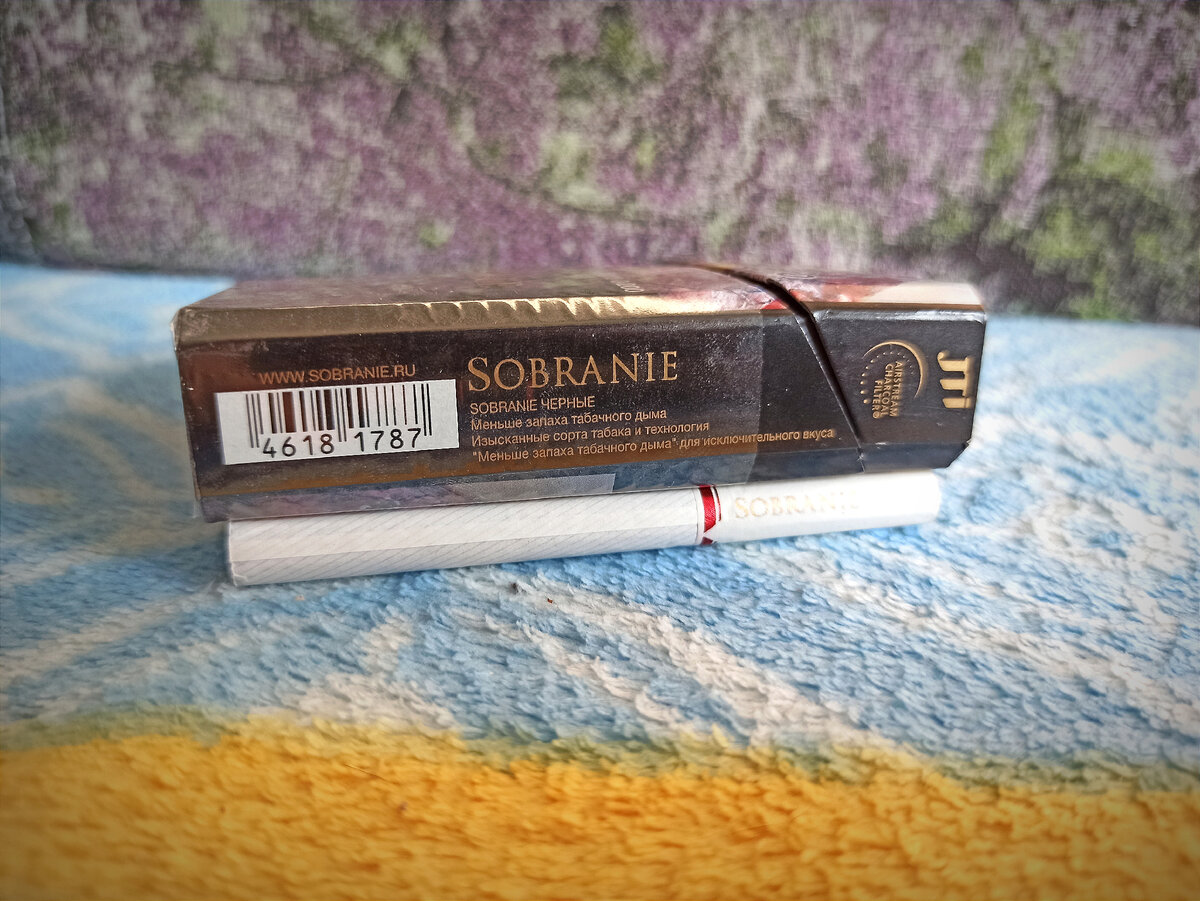 WWW.SOBRANIE.RU
4618 1787
SOBRANIE
SOBRANIE ЧЕРНЫЕ
Меньше запаха табачного дыма
Изысканные сорта табака и технология
"Меньше запаха табачного дыма" для исключительного вкуса
AIRSTREAM
CHARCOAL
FILTERS
JTI
SOBRANIE